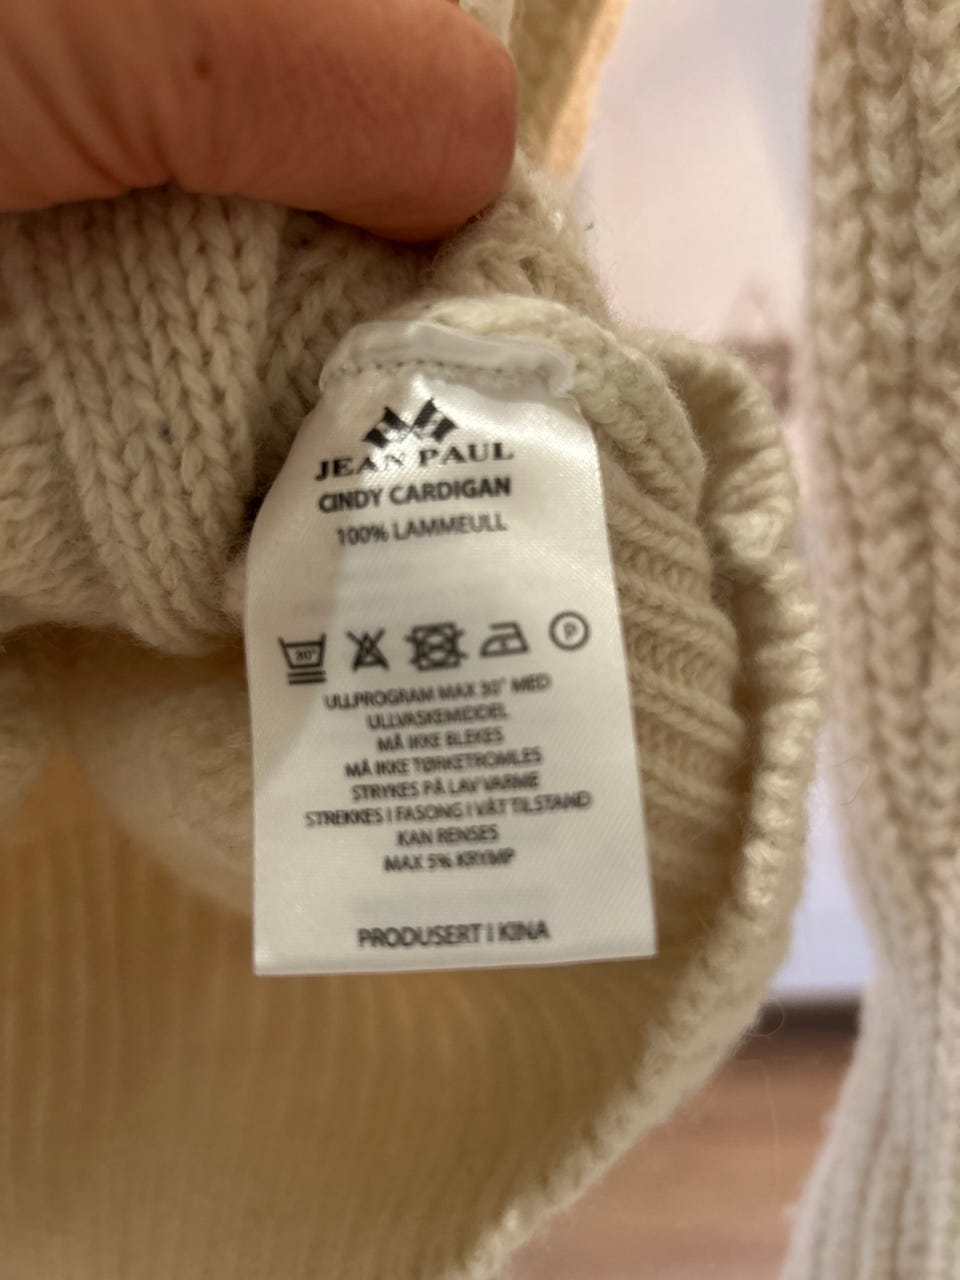 JEAN PAUL
CINDY CARDIGAN
100% LAMMEULL
30° P
ULLPROGRAM MAX 30° MED
ULLVASKEMIDDEL
MÅ IKKE BLEKES
MÅ IKKE TØRKETROMLES
STRYKES PÅ LAV VARME
STREKKES I FASONG I VÅT TILSTAND
KAN RENSES
MAX 5% KRYMP
PRODUSERT I KINA